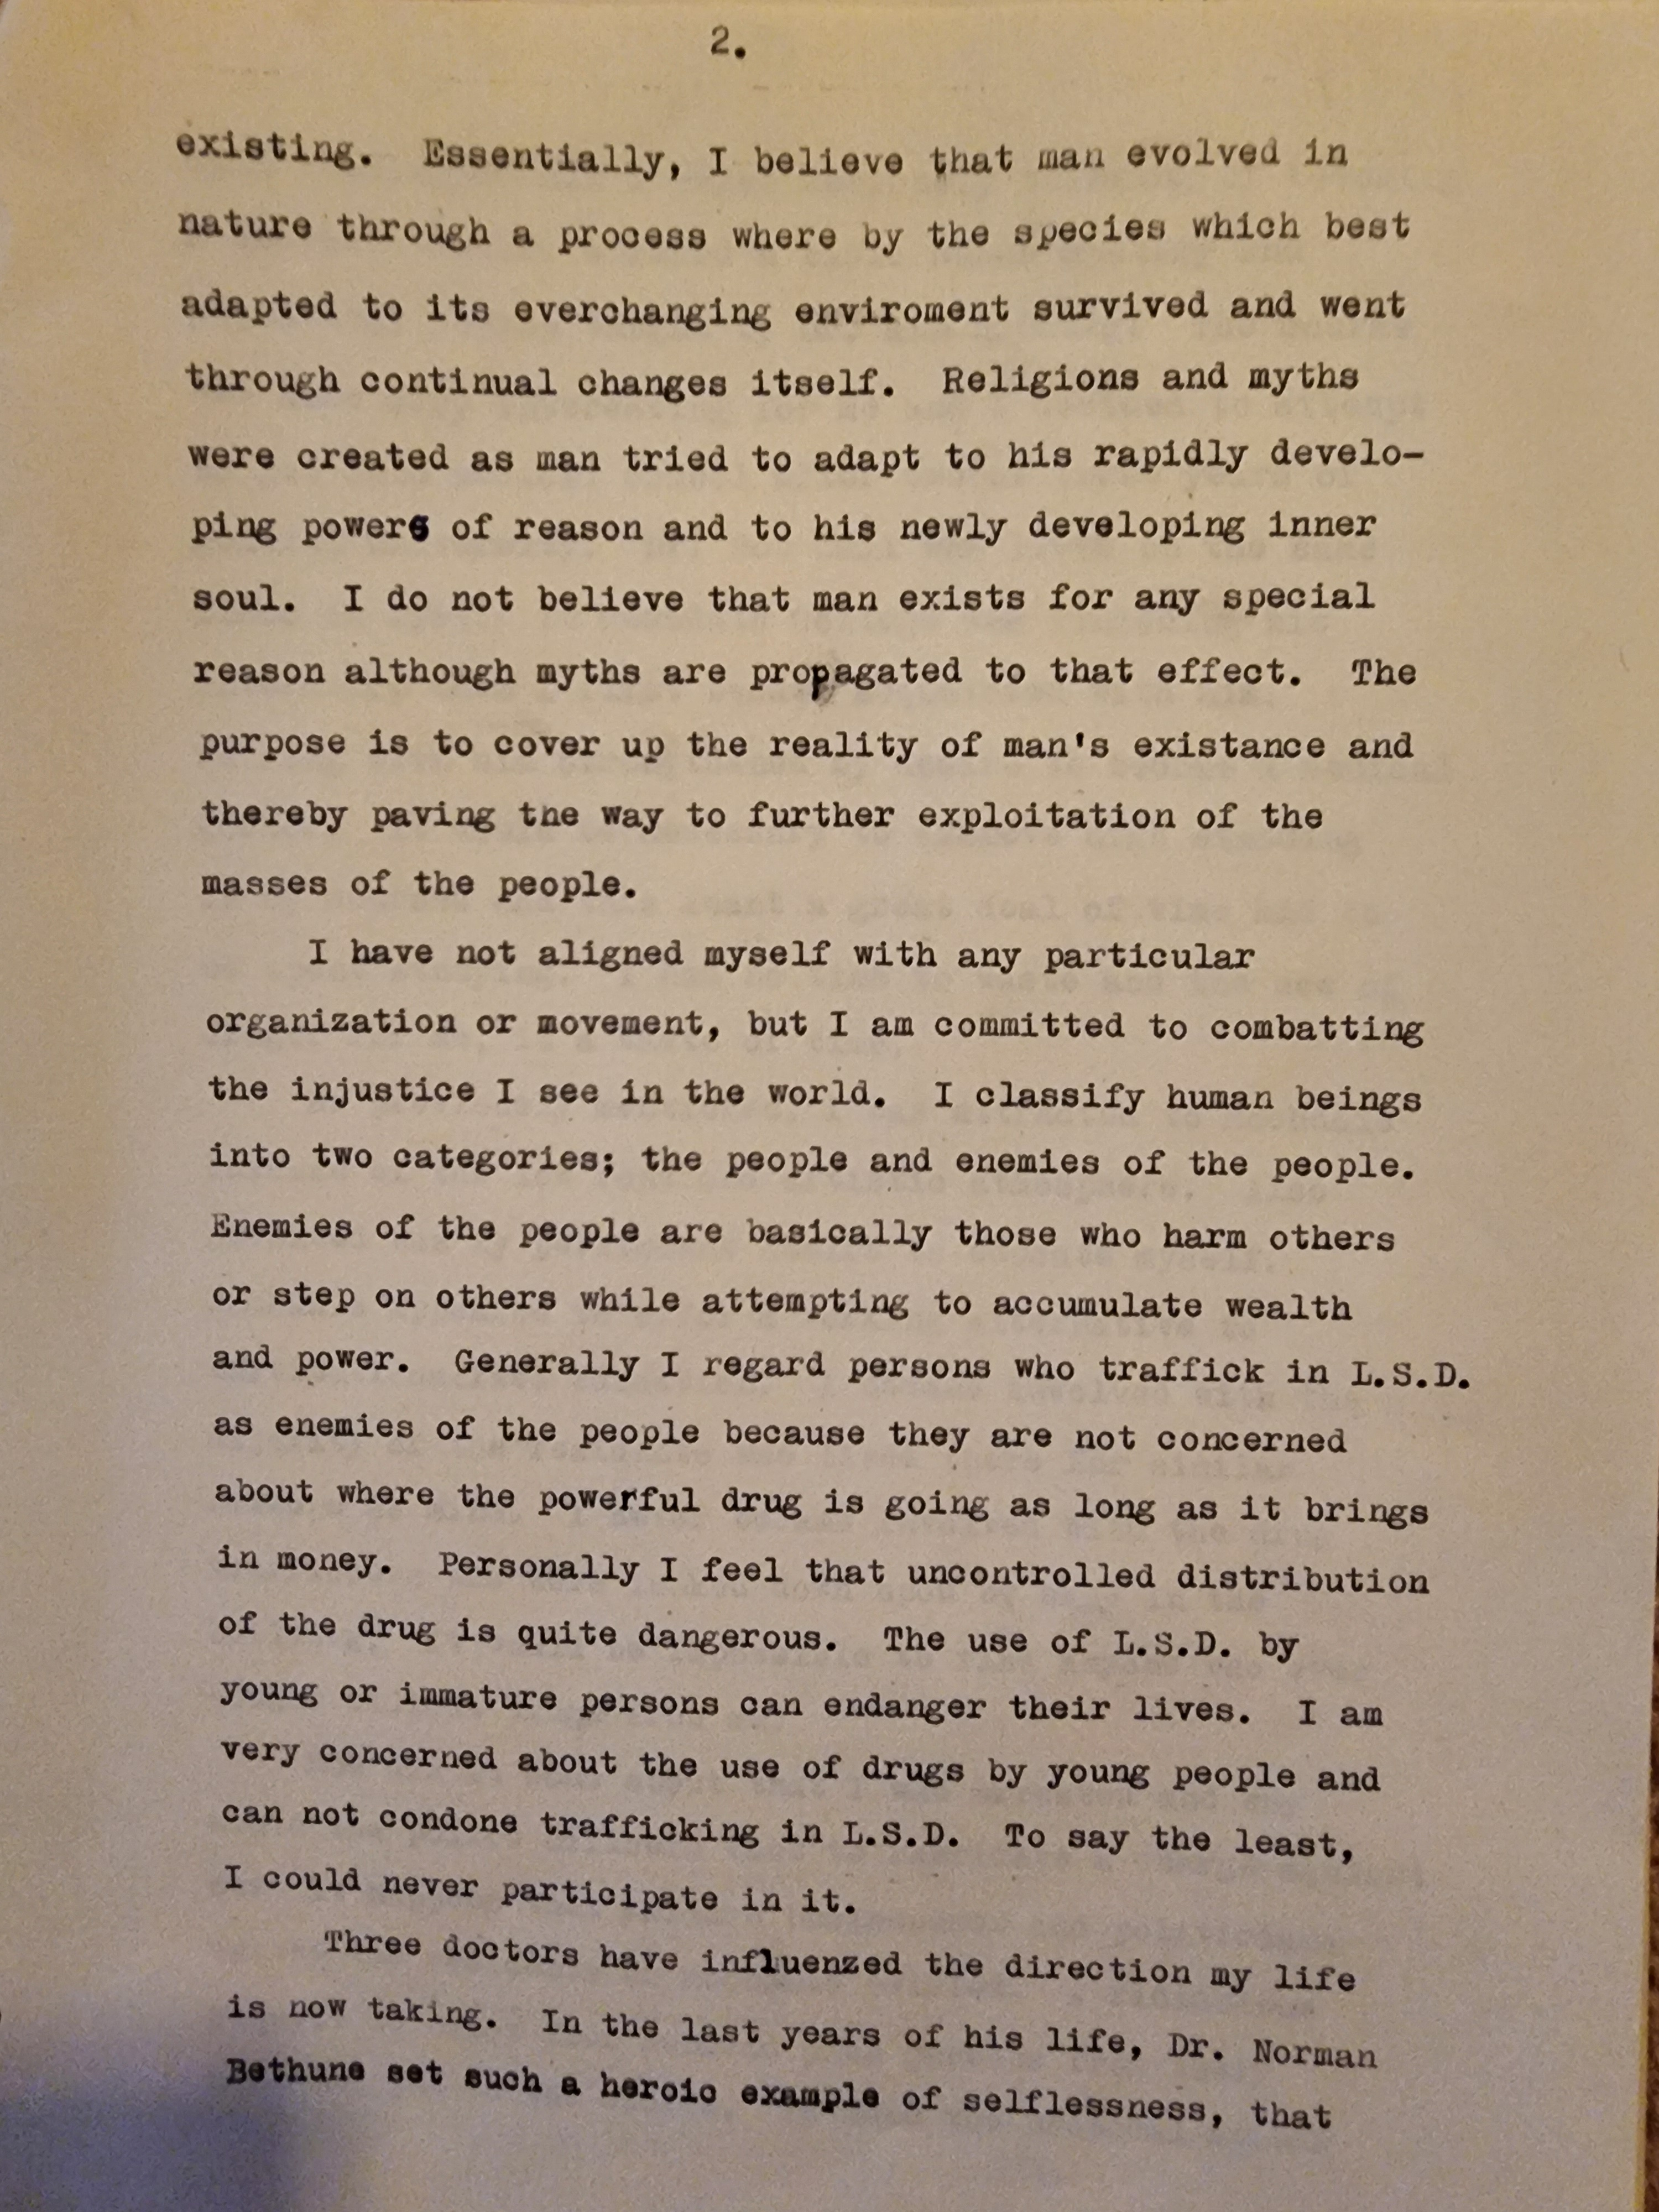 2.
existing. Essentially, I believe that man evolved in
nature through a process where by the species which best
adapted to its everchanging enviroment survived and went
through continual changes itself. Religions and myths
were created as man tried to adapt to his rapidly develo-
ping powers of reason and to his newly developing inner
soul. I do not believe that man exists for any special
reason although myths are propagated to that effect. The
purpose is to cover up the reality of man's existance and
thereby paving the way to further exploitation of the
masses of the people.
I have not aligned myself with any particular
organization or movement, but I am committed to combatting
the injustice I see in the world. I classify human beings
into two categories; the people and enemies of the people.
Enemies of the people are basically those who harm others
or step on others while attempting to accumulate wealth
and power. Generally I regard persons who traffick in L.S.D.
as enemies of the people because they are not concerned
about where the powerful drug is going as long as it brings
in money. Personally I feel that uncontrolled distribution
of the drug is quite dangerous. The use of L.S.D. by
young or immature persons can endanger their lives. I am
very concerned about the use of drugs by young people and
can not condone trafficking in L.S.D. To say the least,
I could never participate in it.
Three doctors have influenzed the direction my life
is now taking. In the last years of his life, Dr. Norman
Bethune set such a heroic example of selflessness, that